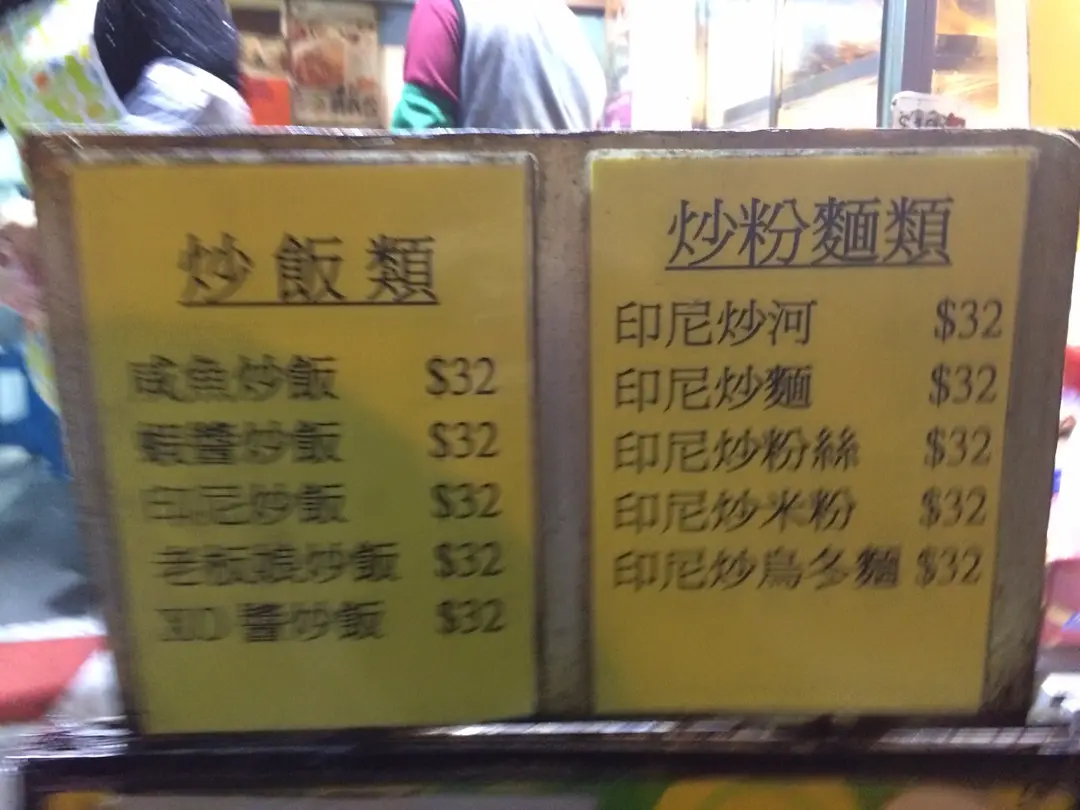 炒飯類
咸魚炒飯 $32
蝦醬炒飯 $32
印尼炒飯 $32
老板娘炒飯 $32
XO醬炒飯 $32
炒粉麵類
印尼炒河 $32
印尼炒麵 $32
印尼炒粉絲 $32
印尼炒米粉 $32
印尼炒烏冬麵 $32